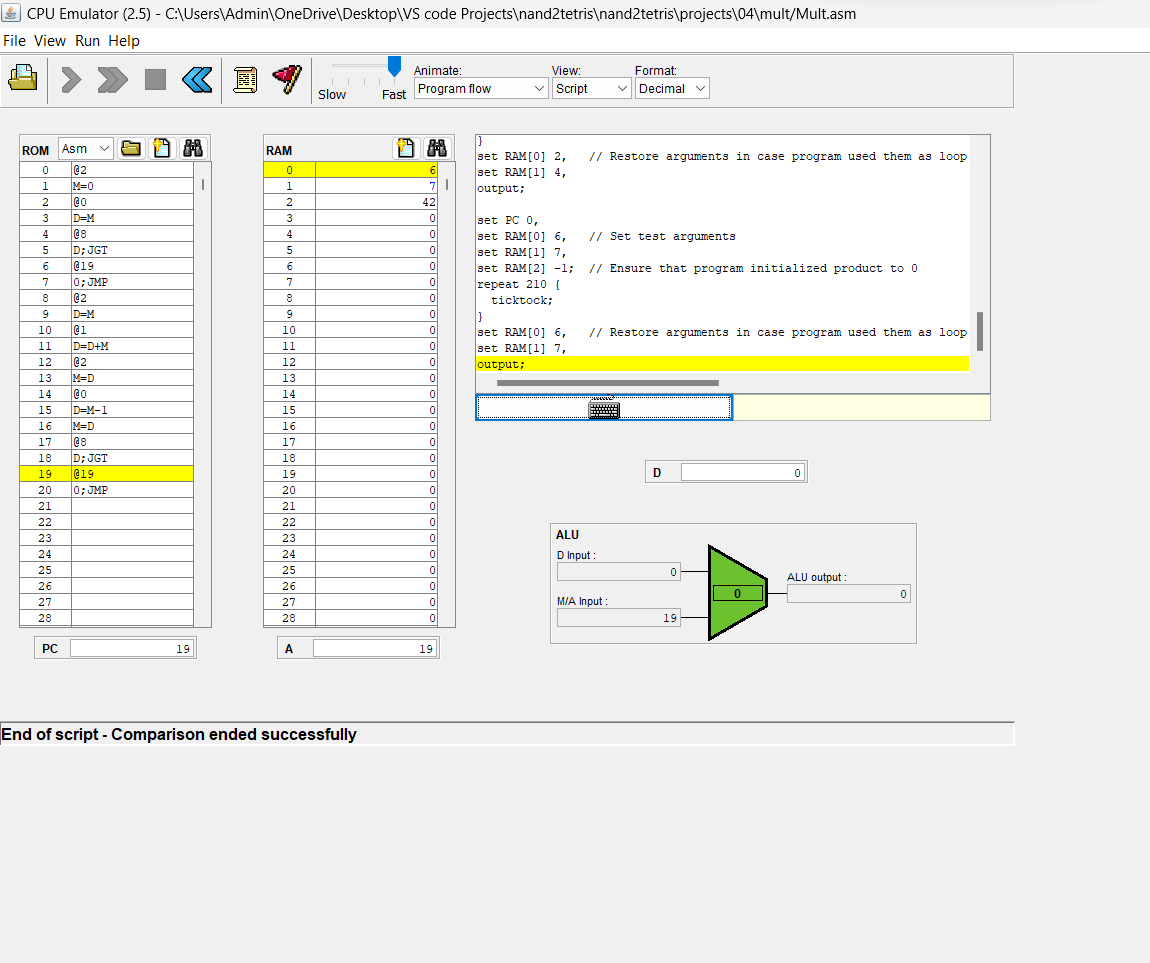 CPU Emulator (2.5) - C:\Users\Admin\OneDrive\Desktop\VS code Projects\nand2tetris\nand2tetris\projects\04\mult/Mult.asm
File View Run Help
Slow Fast
Animate:
Program flow
View:
Script
Format:
Decimal
ROM Asm
0 @2
1 M=0
2 @0
3 D=M
4 @8
5 D;JGT
6 @19
7 0;JMP
8 @2
9 D=M
10 @1
11 D=D+M
12 @2
13 M=D
14 @0
15 D=M-1
16 M=D
17 @8
18 D;JGT
19 @19
20 0;JMP
21
22
23
24
25
26
27
28
PC 19
RAM
0 6
1 7
2 42
3 0
4 0
5 0
6 0
7 0
8 0
9 0
10 0
11 0
12 0
13 0
14 0
15 0
16 0
17 0
18 0
19 0
20 0
21 0
22 0
23 0
24 0
25 0
26 0
27 0
28 0
A 19
}
set RAM[0] 2,   // Restore arguments in case program used them as loop
set RAM[1] 4,
output;
set PC 0,
set RAM[0] 6,   // Set test arguments
set RAM[1] 7,
set RAM[2] -1;  // Ensure that program initialized product to 0
repeat 210 {
  ticktock;
}
set RAM[0] 6,   // Restore arguments in case program used them as loop
set RAM[1] 7,
output;
D 0
ALU
D Input :
0
M/A Input :
19
0
ALU output :
0
End of script - Comparison ended successfully